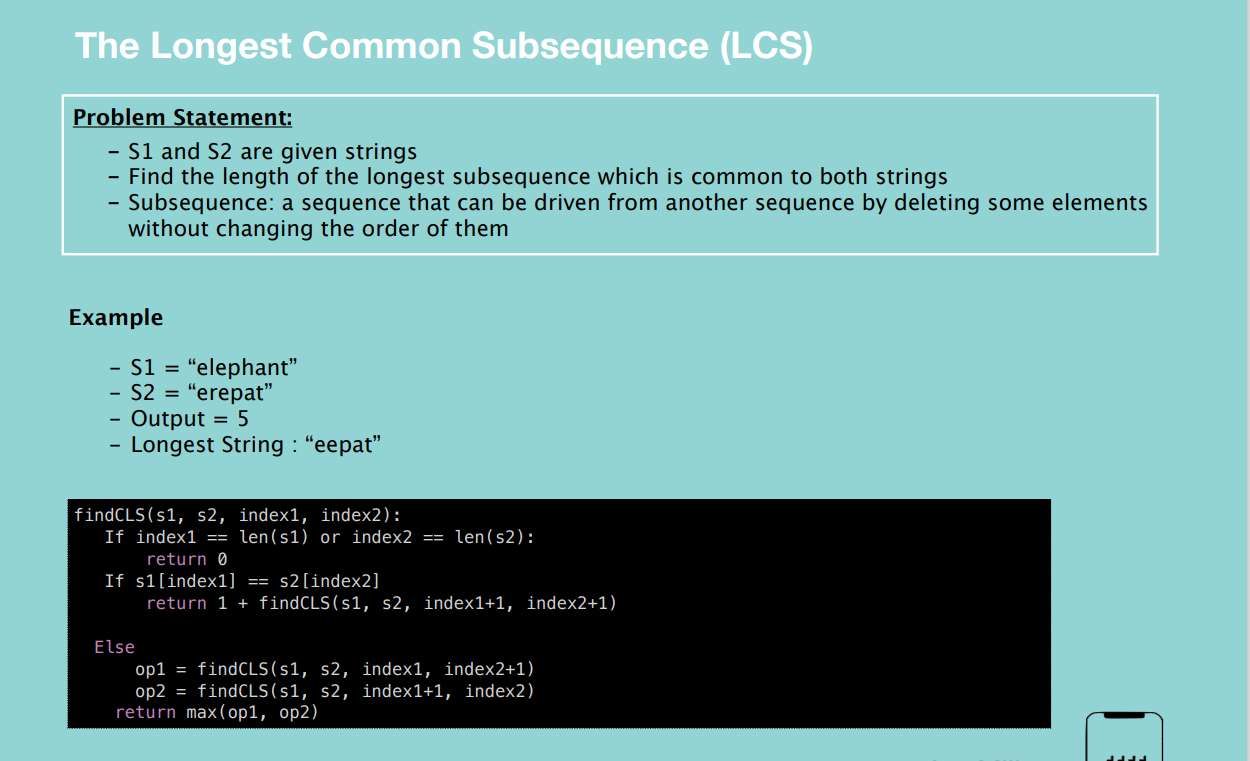 The Longest Common Subsequence (LCS)
Problem Statement:
- S1 and S2 are given strings
- Find the length of the longest subsequence which is common to both strings
- Subsequence: a sequence that can be driven from another sequence by deleting some elements
without changing the order of them
Example
- S1 = “elephant”
- S2 = “erepat”
- Output = 5
- Longest String : “eepat”
findCLS(s1, s2, index1, index2):
If index1 == len(s1) or index2 == len(s2):
return 0
If s1[index1] == s2[index2]
return 1 + findCLS(s1, s2, index1+1, index2+1)
Else
op1 = findCLS(s1, s2, index1, index2+1)
op2 = findCLS(s1, s2, index1+1, index2)
return max(op1, op2)